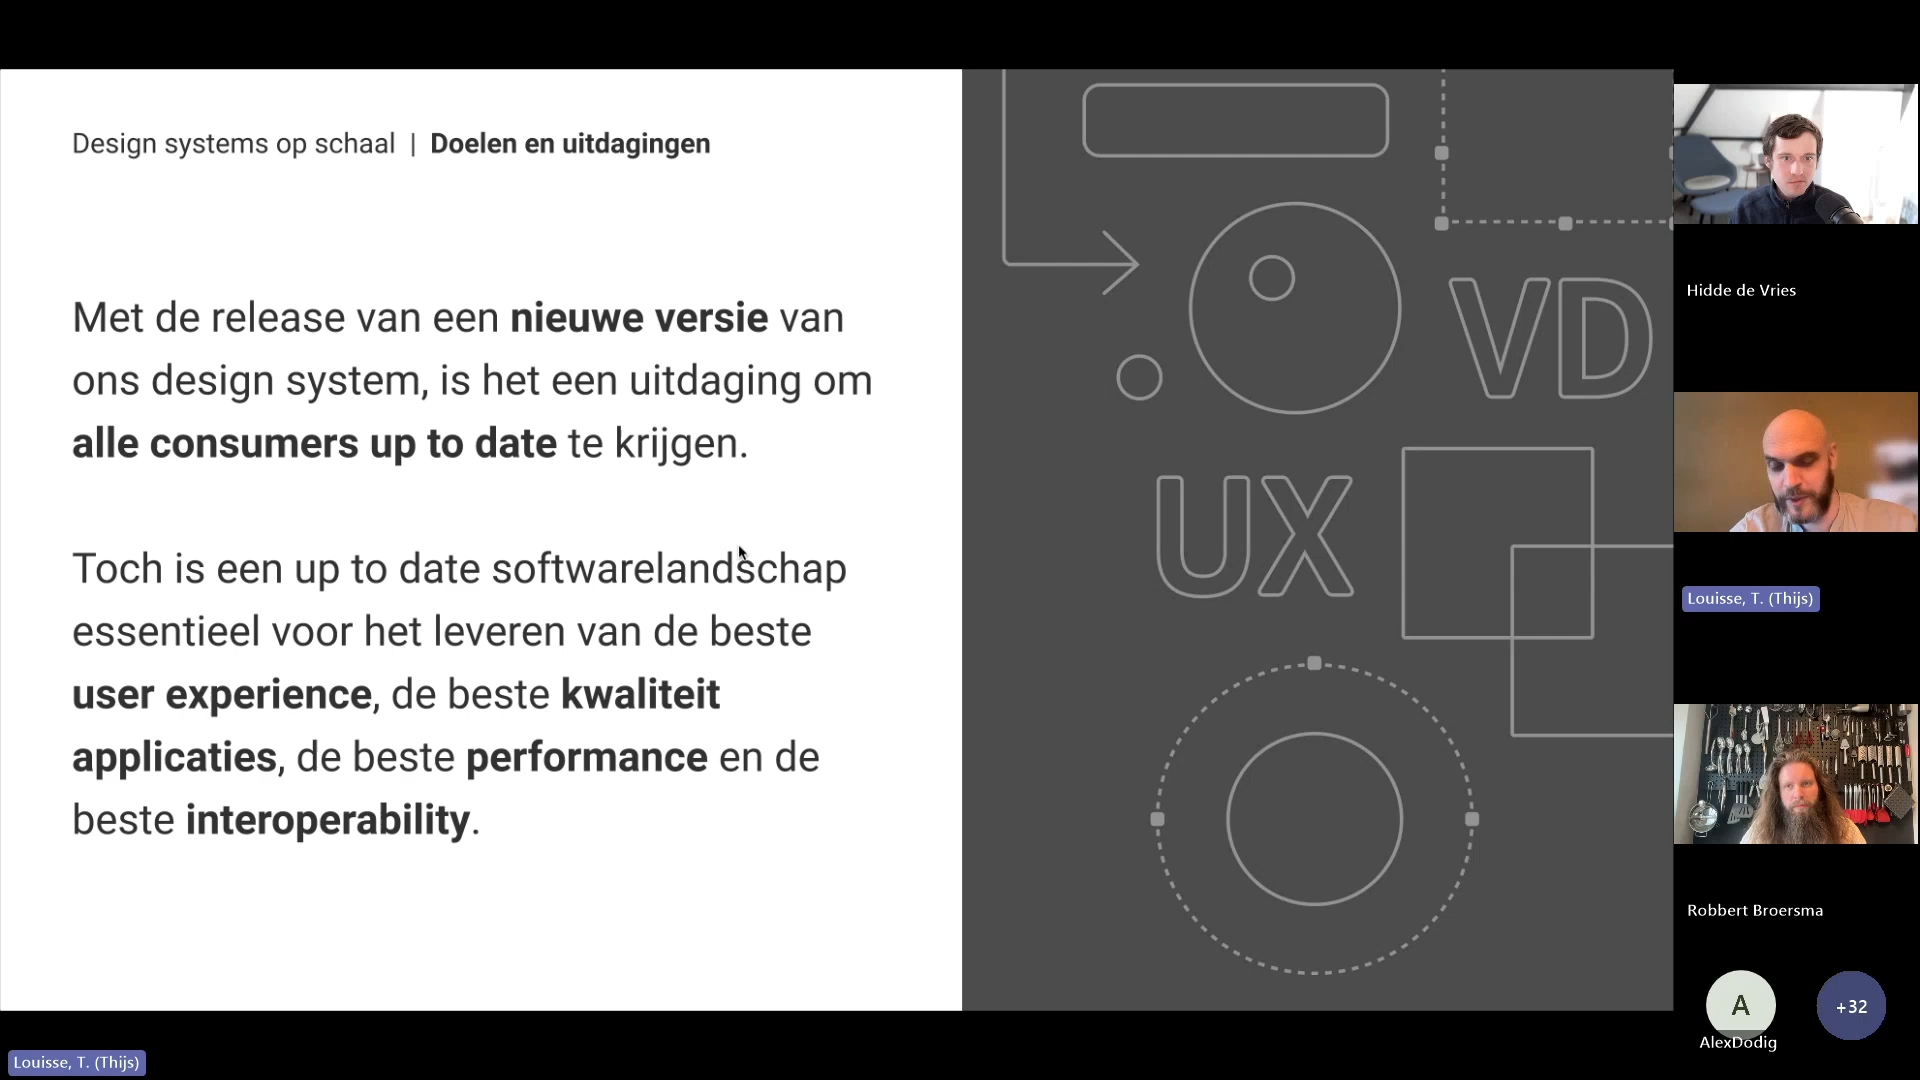 Design systems op schaal | Doelen en uitdagingen
Met de release van een nieuwe versie van
ons design system, is het een uitdaging om
alle consumers up to date te krijgen.
Toch is een up to date softwarelandschap
essentieel voor het leveren van de beste
user experience, de beste kwaliteit
applicaties, de beste performance en de
beste interoperability.
VD
UX
Hidde de Vries
Louisse, T. (Thijs)
Robbert Broersma
A
+32
AlexDodig
Louisse, T. (Thijs)